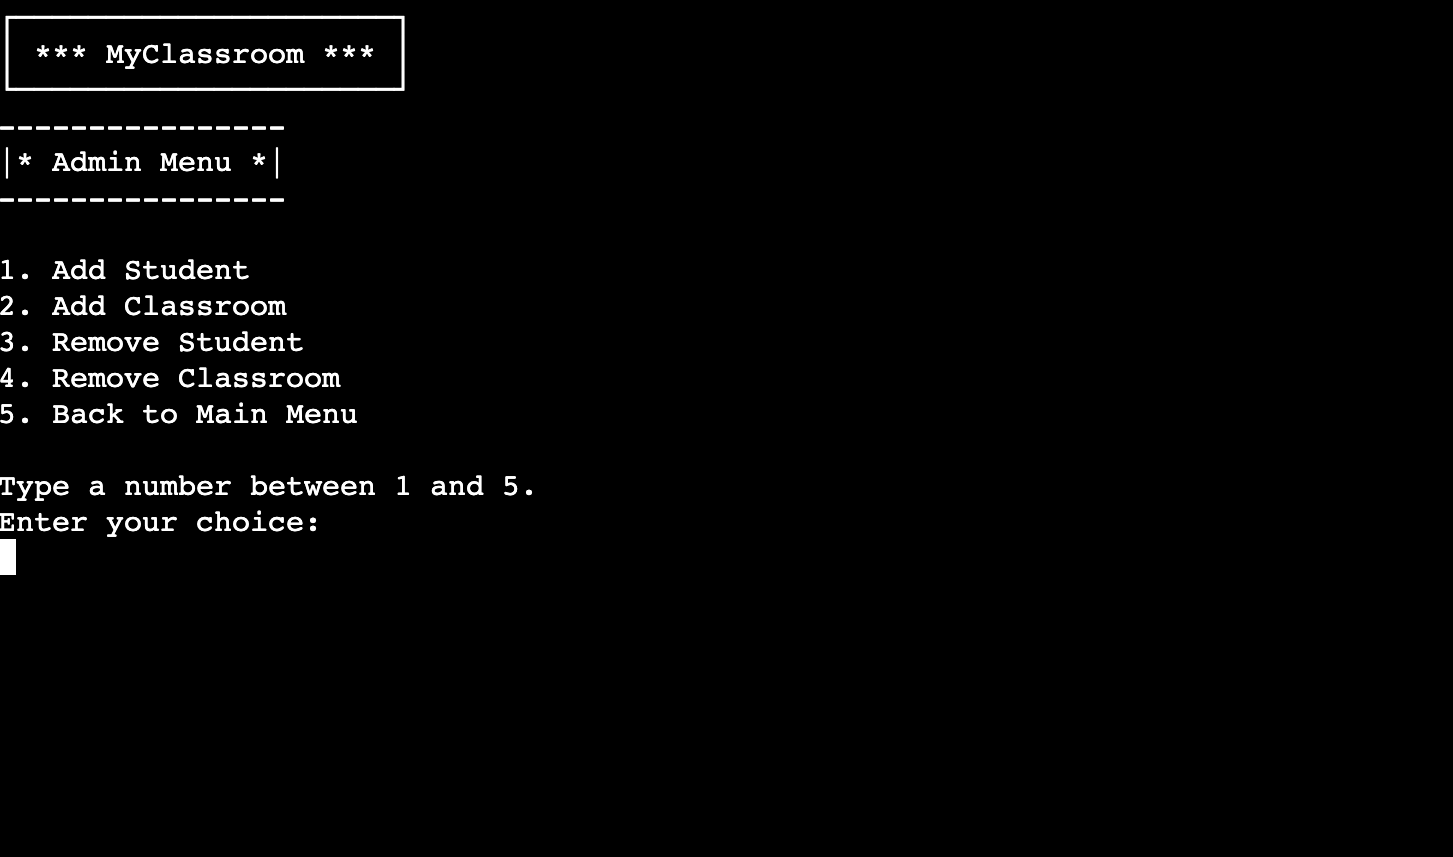 *** MyClassroom ***
----------------
|* Admin Menu *|
----------------
1. Add Student
2. Add Classroom
3. Remove Student
4. Remove Classroom
5. Back to Main Menu
Type a number between 1 and 5.
Enter your choice: